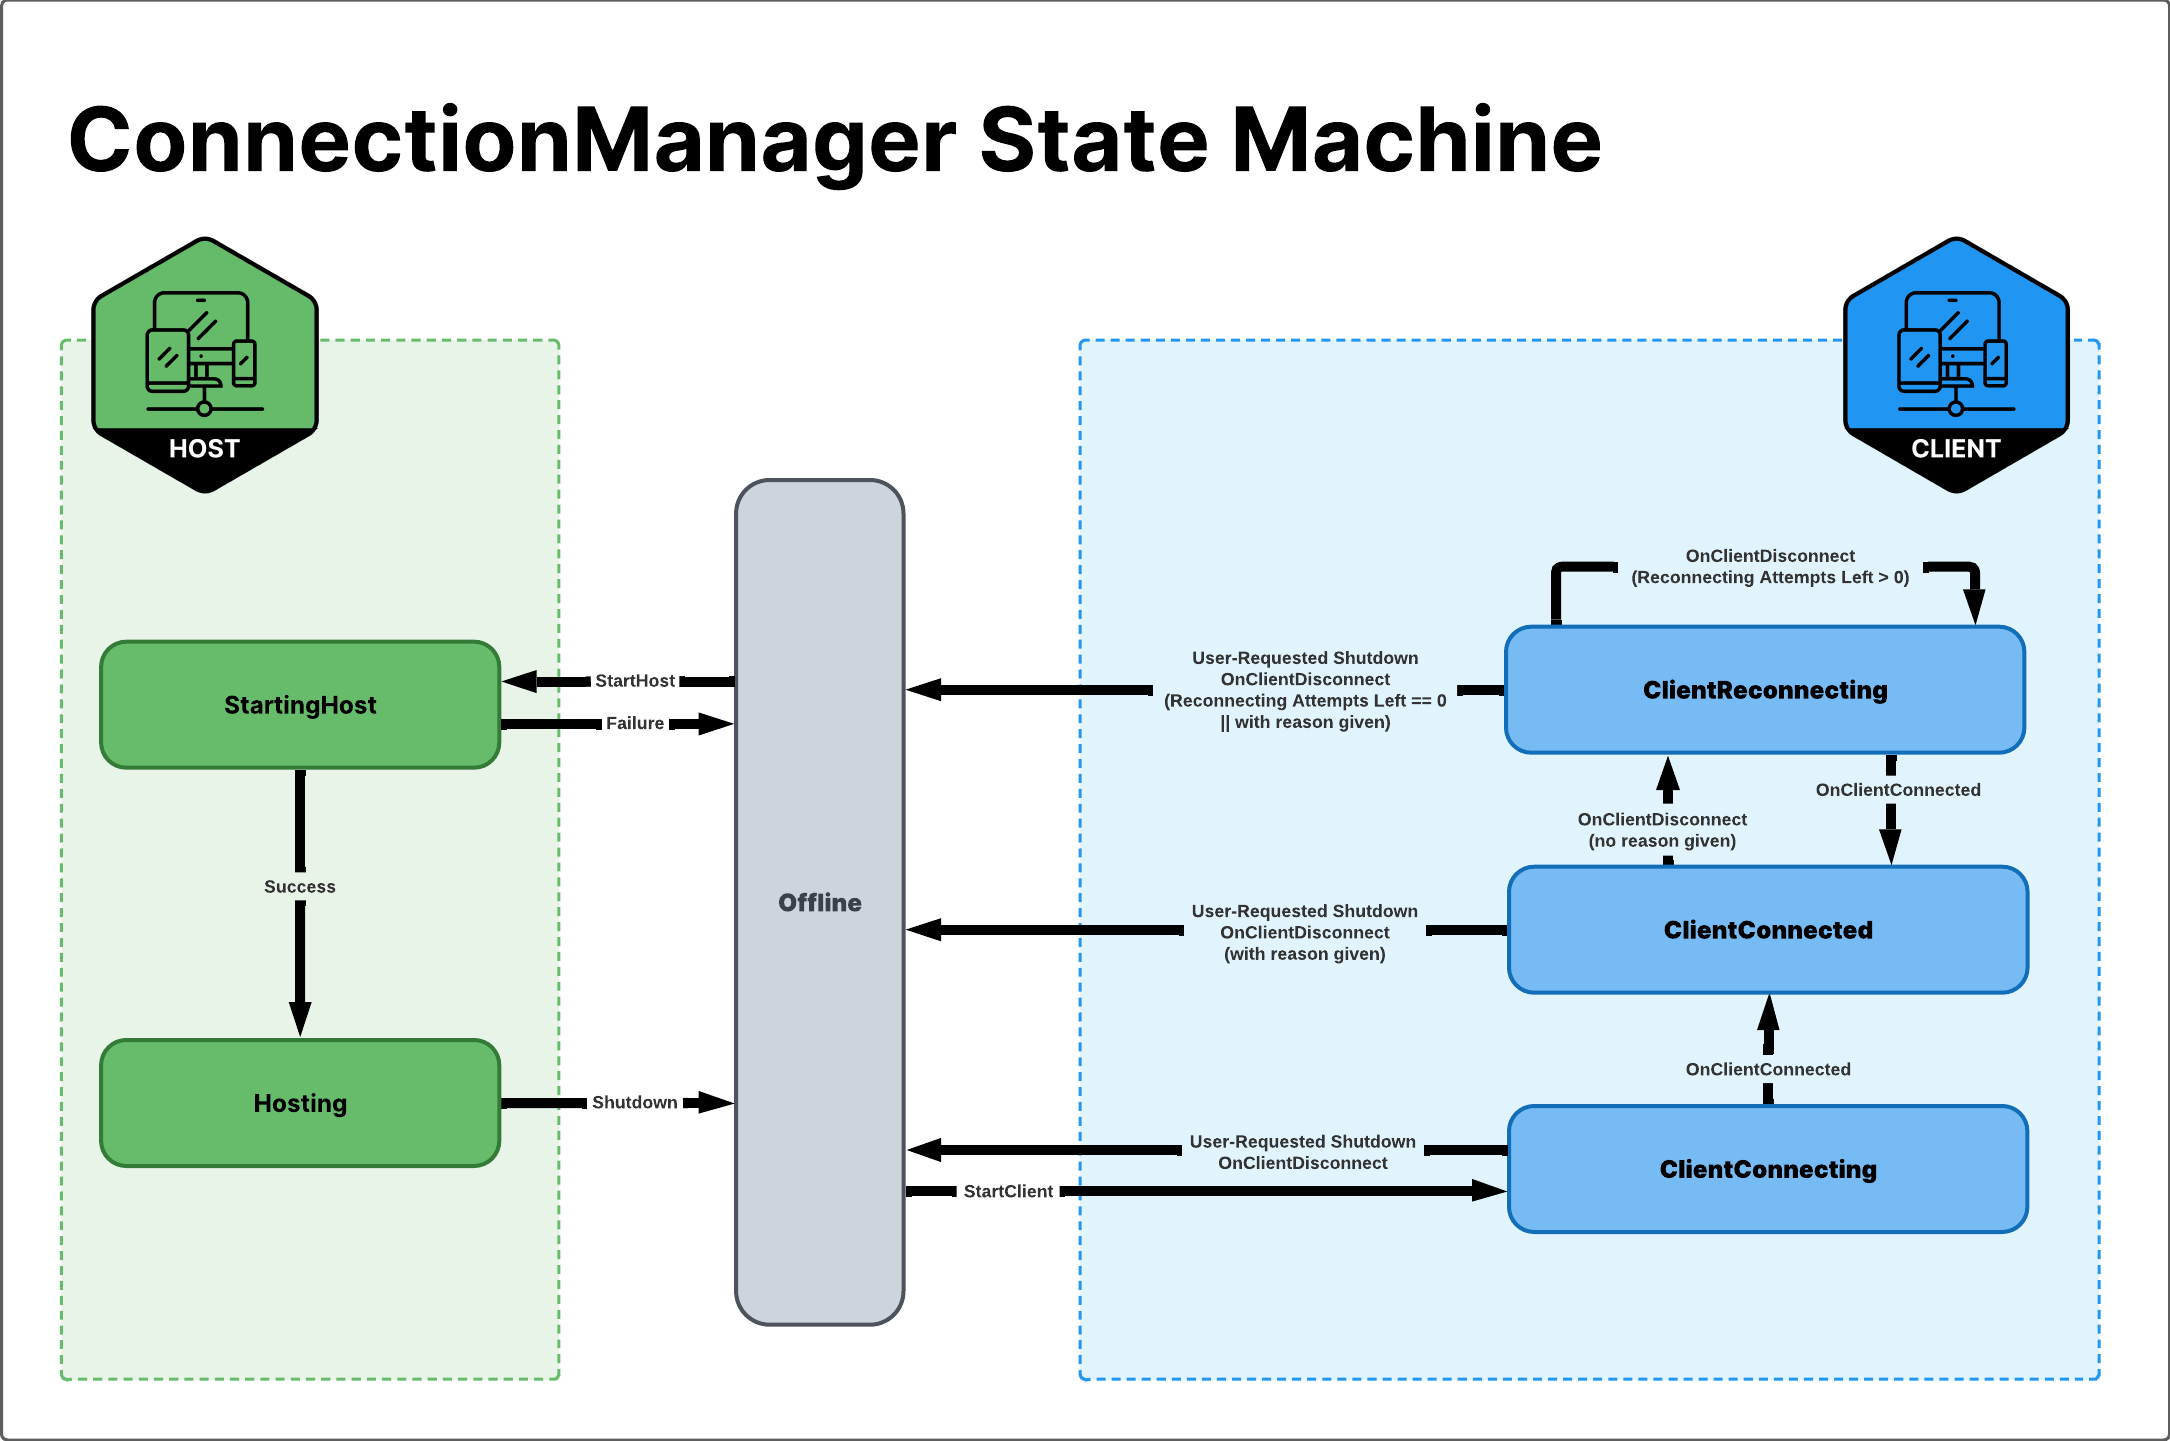 ConnectionManager State Machine
HOST
CLIENT
OnClientDisconnect
(Reconnecting Attempts Left > 0)
StartingHost
StartHost
Failure
User-Requested Shutdown
OnClientDisconnect
(Reconnecting Attempts Left == 0
|| with reason given)
ClientReconnecting
OnClientConnected
OnClientDisconnect
(no reason given)
Success
Offline
User-Requested Shutdown
OnClientDisconnect
(with reason given)
ClientConnected
OnClientConnected
Hosting
Shutdown
User-Requested Shutdown
OnClientDisconnect
StartClient
ClientConnecting